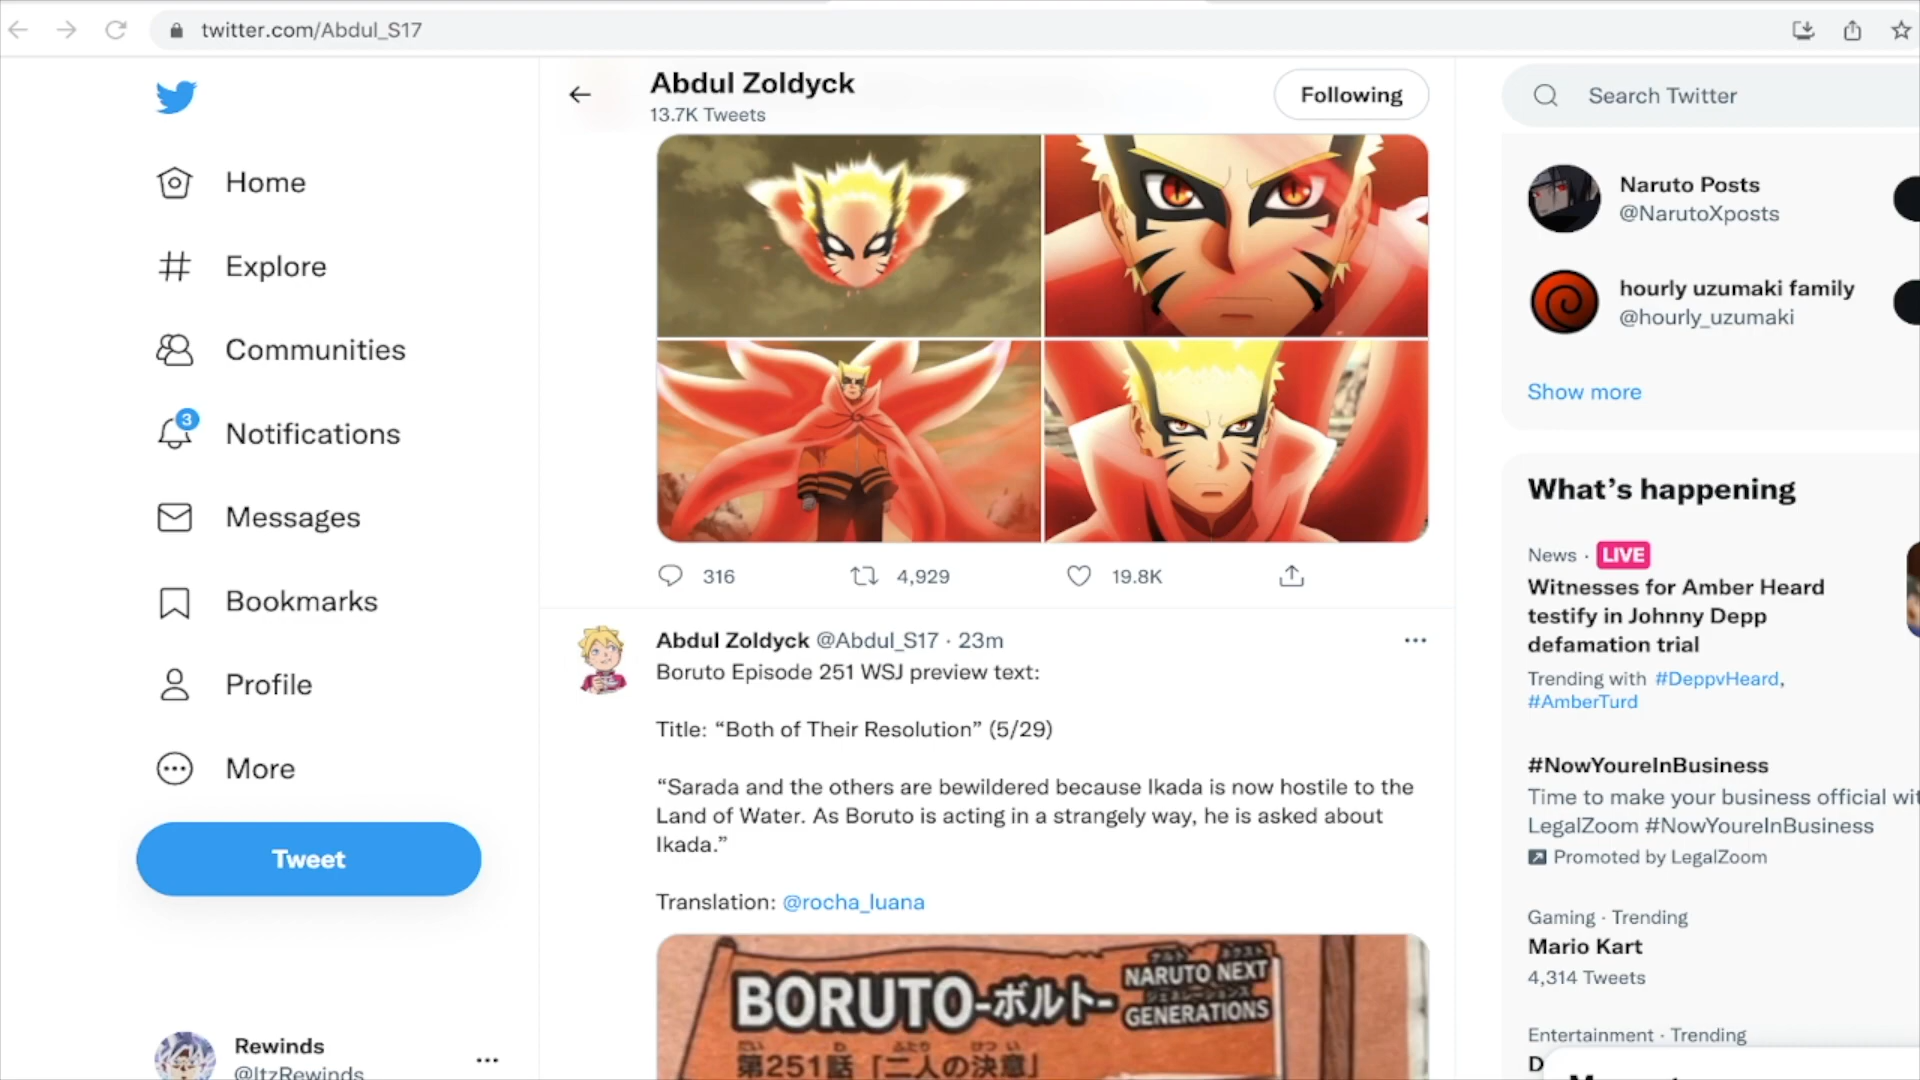 twitter.com/Abdul_S17
Home
Explore
Communities
3
Notifications
Messages
Bookmarks
Profile
More
Tweet
Rewinds
@ItzRewinds
Abdul Zoldyck
13.7K Tweets
Following
316
4,929
19.8K
Abdul Zoldyck @Abdul_S17 · 23m
Boruto Episode 251 WSJ preview text:
Title: “Both of Their Resolution” (5/29)
“Sarada and the others are bewildered because Ikada is now hostile to the
Land of Water. As Boruto is acting in a strangely way, he is asked about
Ikada.”
Translation: @rocha_luana
BORUTO-ボルト-
NARUTO NEXT
GENERATIONS
第251話「二人の決意」
Search Twitter
Naruto Posts
@NarutoXposts
hourly uzumaki family
@hourly_uzumaki
Show more
What’s happening
News · LIVE
Witnesses for Amber Heard
testify in Johnny Depp
defamation trial
Trending with #DeppvHeard,
#AmberTurd
#NowYoureInBusiness
Time to make your business official wit
LegalZoom #NowYoureInBusiness
Promoted by LegalZoom
Gaming · Trending
Mario Kart
4,314 Tweets
Entertainment · Trending